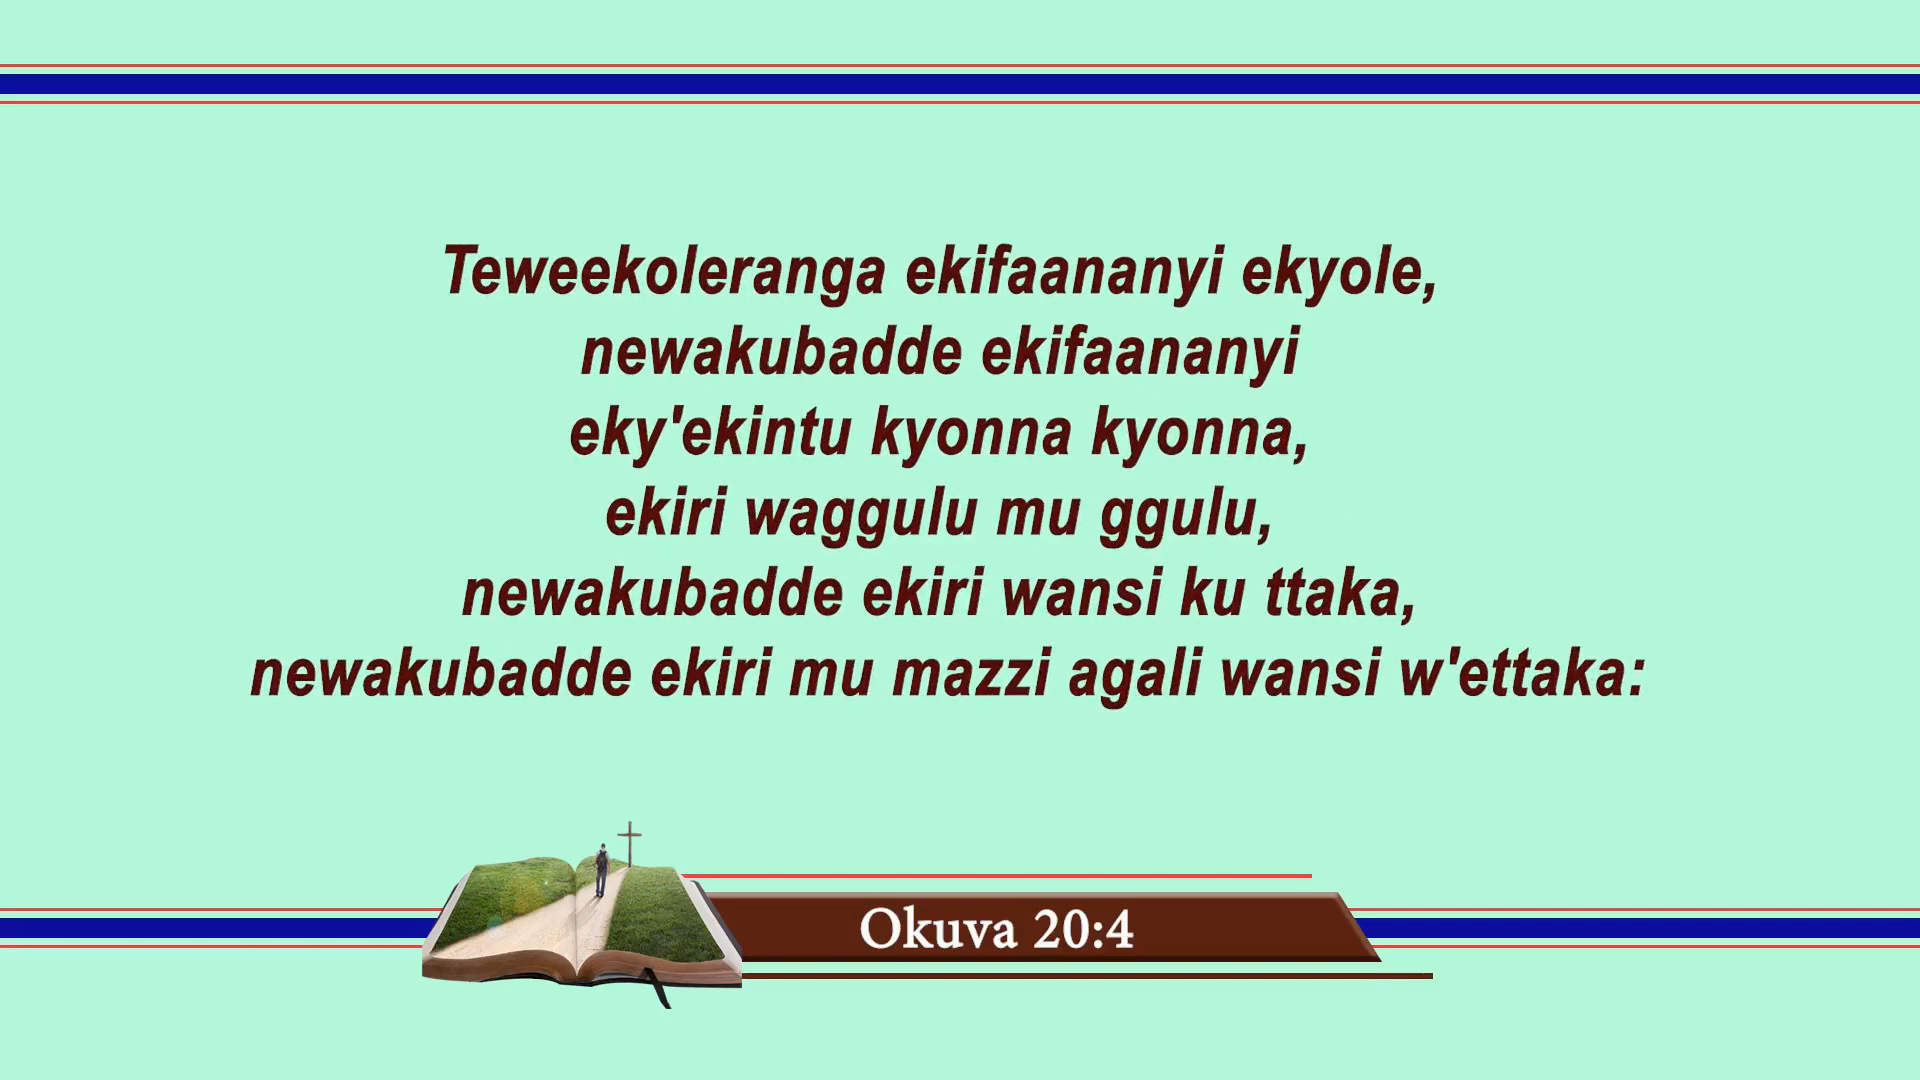 Teweekoleranga ekifaananyi ekyole,
newakubadde ekifaananyi
eky'ekintu kyonna kyonna,
ekiri waggulu mu ggulu,
newakubadde ekiri wansi ku ttaka,
newakubadde ekiri mu mazzi agali wansi w'ettaka:
Okuva 20:4